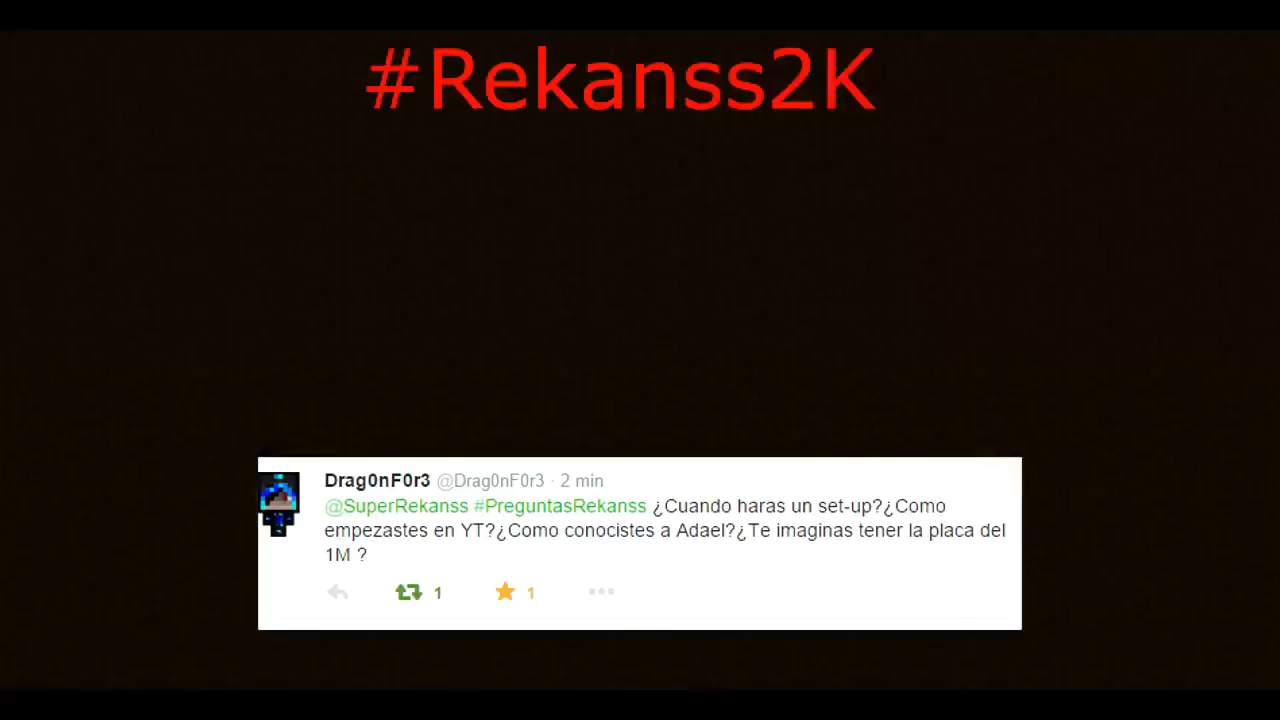 #Rekanss2K
Drag0nF0r3 @Drag0nF0r3 · 2 min
@SuperRekanss #PreguntasRekanss ¿Cuando haras un set-up?¿Como
empezastes en YT?¿Como conocistes a Adael?¿Te imaginas tener la placa del
1M ?
1 1